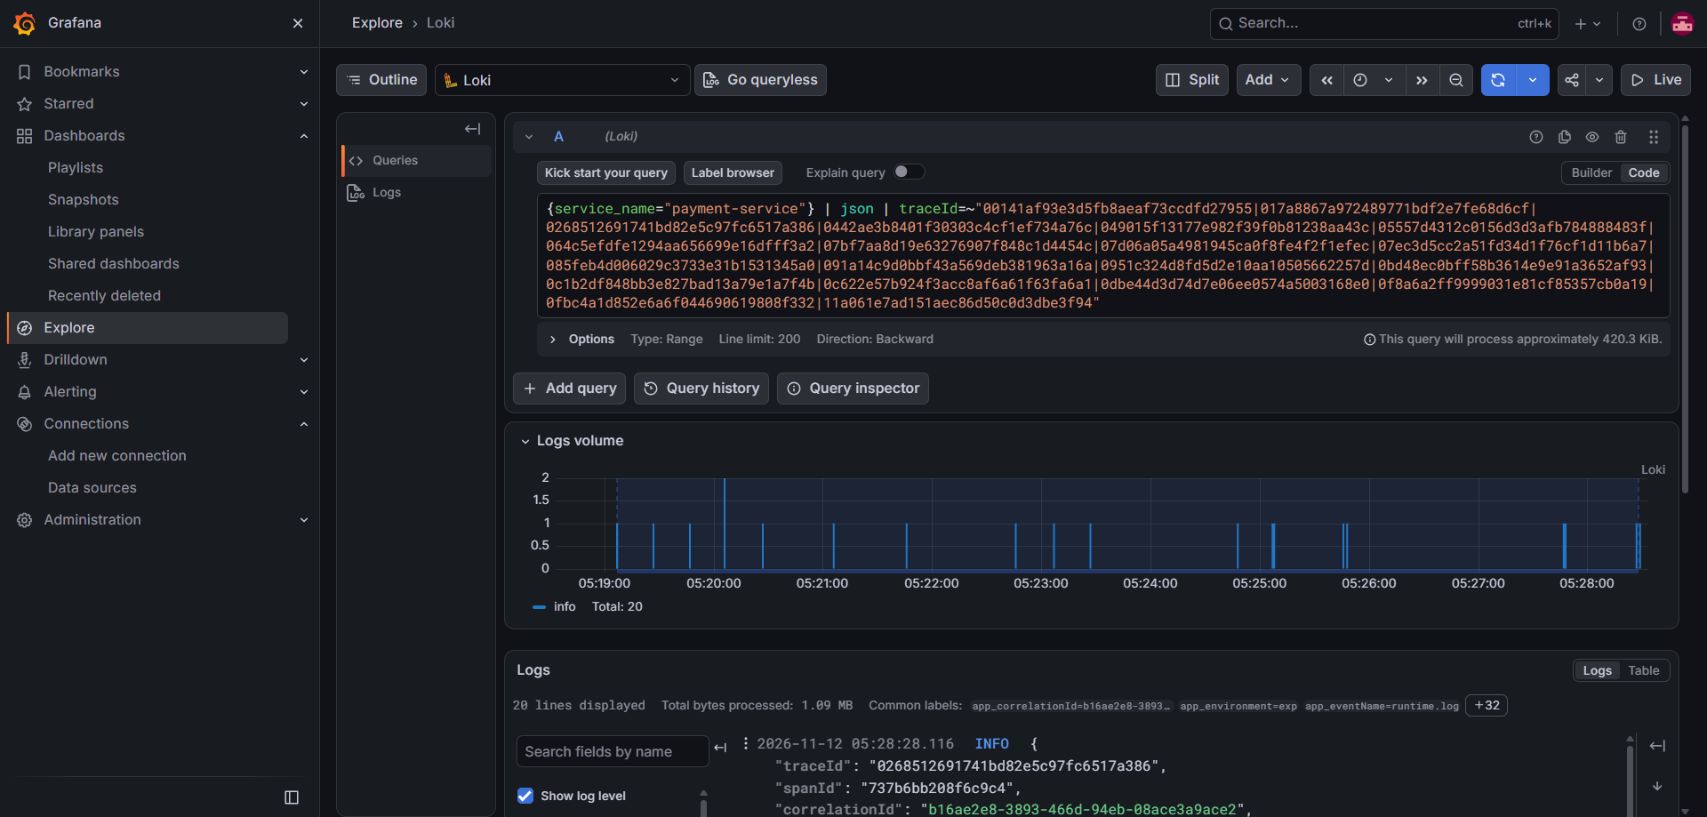 Grafana
Explore › Loki
Search...
ctrl+k
Bookmarks
Starred
Dashboards
Playlists
Snapshots
Library panels
Shared dashboards
Recently deleted
Explore
Drilldown
Alerting
Connections
Add new connection
Data sources
Administration
Outline
Loki
Go queryless
Split
Add
Live
Queries
Logs
A (Loki)
Kick start your query
Label browser
Explain query
Builder
Code
{service_name="payment-service"} | json | traceId=~"00141af93e3d5fb8aeaf73ccdfd27955|017a8867a972489771bdf2e7fe68d6cf|
0268512691741bd82e5c97fc6517a386|0442ae3b8401f30303c4cf1ef734a76c|049015f13177e982f39f0b81238aa43c|05557d4312c0156d3d3afb784888483f|
064c5efdfe1294aa656699e16dfff3a2|07bf7aa8d19e63276907f848c1d4454c|07d06a05a4981945ca0f8fe4f2f1efec|07ec3d5cc2a51fd34d1f76cf1d11b6a7|
085feb4d006029c3733e31b1531345a0|091a14c9d0bbf43a569deb381963a16a|0951c324d8fd5d2e10aa10505662257d|0bd48ec0bff58b3614e9e91a3652af93|
0c1b2df848bb3e827bad13a79e1a7f4b|0c622e57b924f3acc8af6a61f63fa6a1|0dbe44d3d74d7e06ee0574a5003168e0|0f8a6a2ff9999031e81cf85357cb0a19|
0fbc4a1d852e6a6f044690619808f332|11a061e7ad151aec86d50c0d3dbe3f94"
Options Type: Range Line limit: 200 Direction: Backward
This query will process approximately 420.3 KiB.
Add query
Query history
Query inspector
Logs volume
Loki
2
1.5
1
0.5
0
05:19:00 05:20:00 05:21:00 05:22:00 05:23:00 05:24:00 05:25:00 05:26:00 05:27:00 05:28:00
info Total: 20
Logs
Logs
Table
20 lines displayed Total bytes processed: 1.09 MB Common labels: app_correlationId=b16ae2e8-3893… app_environment=exp app_eventName=runtime.log +32
Search fields by name
Show log level
2026-11-12 05:28:28.116 INFO {
"traceId": "0268512691741bd82e5c97fc6517a386",
"spanId": "737b6bb208f6c9c4",
"correlationId": "b16ae2e8-3893-466d-94eb-08ace3a9ace2",